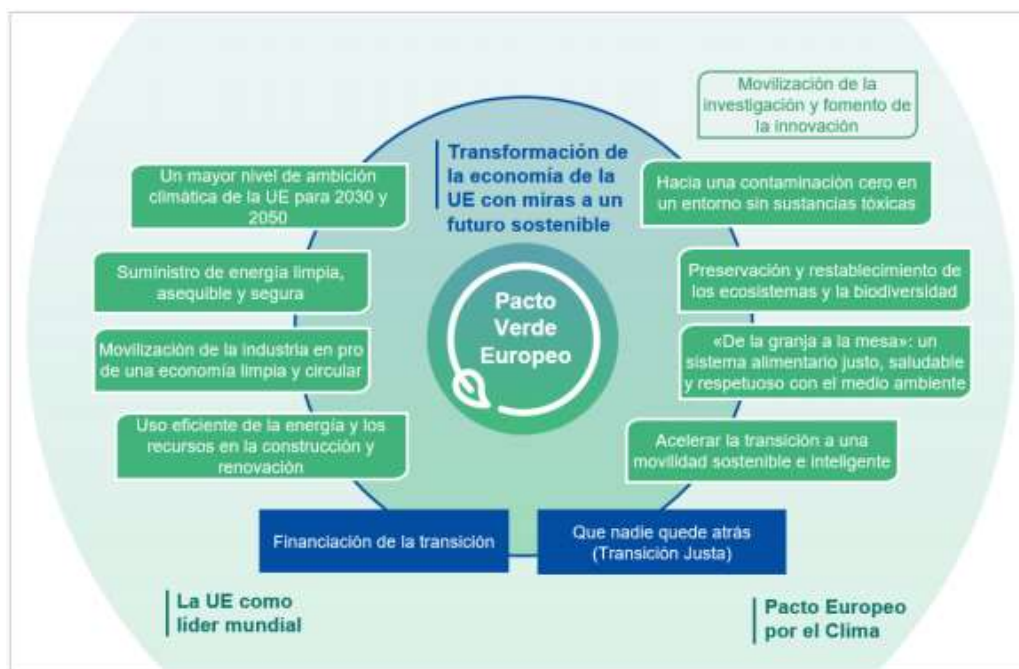 Movilización de la
investigación y fomento de
la innovación
Transformación de
la economía de la
UE con miras a un
futuro sostenible
Un mayor nivel de ambición
climática de la UE para 2030 y
2050
Suministro de energía limpia,
asequible y segura
Movilización de la industria en pro
de una economía limpia y circular
Uso eficiente de la energía y los
recursos en la construcción y
renovación
Pacto
Verde
Europeo
Hacia una contaminación cero en
un entorno sin sustancias tóxicas
Preservación y restablecimiento de
los ecosistemas y la biodiversidad
«De la granja a la mesa»: un
sistema alimentario justo, saludable
y respetuoso con el medio ambiente
Acelerar la transición a una
movilidad sostenible e inteligente
Financiación de la transición
Que nadie quede atrás
(Transición Justa)
La UE como
líder mundial
Pacto Europeo
por el Clima